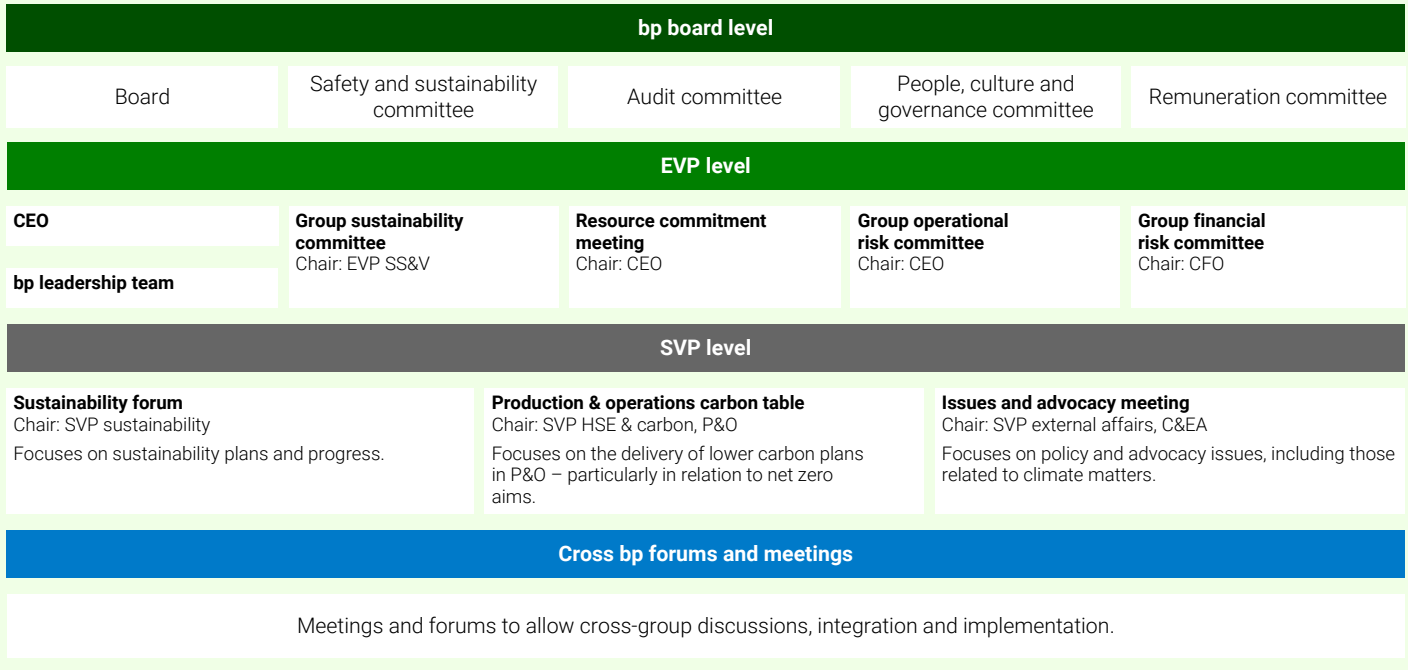 bp board level
Board
Safety and sustainability
committee
Audit committee
People, culture and
governance committee
Remuneration committee
EVP level
CEO
bp leadership team
Group sustainability
committee
Chair: EVP SS&V
Resource commitment
meeting
Chair: CEO
Group operational
risk committee
Chair: CEO
Group financial
risk committee
Chair: CFO
SVP level
Sustainability forum
Chair: SVP sustainability
Focuses on sustainability plans and progress.
Production & operations carbon table
Chair: SVP HSE & carbon, P&O
Focuses on the delivery of lower carbon plans
in P&O – particularly in relation to net zero
aims.
Issues and advocacy meeting
Chair: SVP external affairs, C&EA
Focuses on policy and advocacy issues, including those
related to climate matters.
Cross bp forums and meetings
Meetings and forums to allow cross-group discussions, integration and implementation.